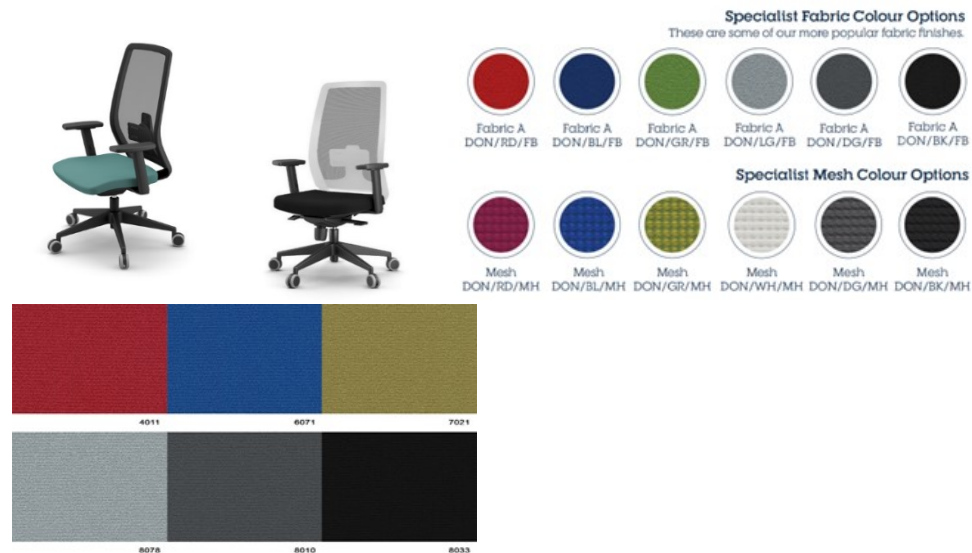 Specialist Fabric Colour Options
These are some of our more popular fabric finishes.
Fabric A Fabric A Fabric A Fabric A Fabric A Fabric A
DON/RD/FB DON/BL/FB DON/GR/FB DON/LG/FB DON/DG/FB DON/BK/FB
Specialist Mesh Colour Options
Mesh Mesh Mesh Mesh Mesh Mesh
DON/RD/MH DON/BL/MH DON/GR/MH DON/WH/MH DON/DG/MH DON/BK/MH
4011 6071 7021
8078 8010 8033